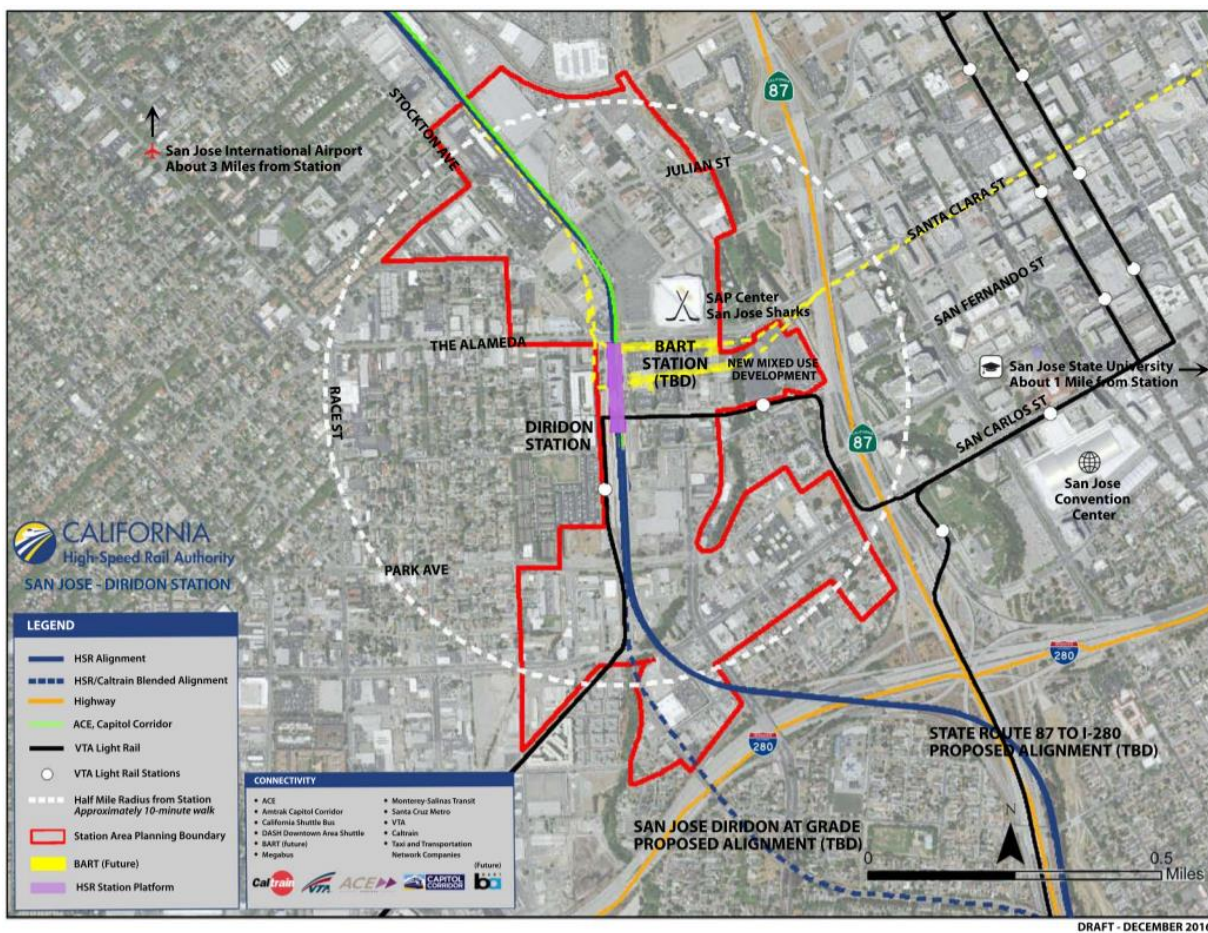 87
STOCKTON AVE
San Jose International Airport
About 3 Miles from Station
JULIAN ST
SANTA CLARA ST
SAN FERNANDO ST
SAP Center
San Jose Sharks
THE ALAMEDA
BART
STATION
(TBD)
NEW MIXED USE
DEVELOPMENT
San Jose State University
About 1 Mile from Station
RACE ST
DIRIDON
STATION
SAN CARLOS ST
87
San Jose
Convention
Center
CALIFORNIA
High-Speed Rail Authority
SAN JOSE - DIRIDON STATION
PARK AVE
LEGEND
HSR Alignment
HSR/Caltrain Blended Alignment
Highway
ACE, Capitol Corridor
VTA Light Rail
VTA Light Rail Stations
Half Mile Radius from Station
Approximately 10-minute walk
Station Area Planning Boundary
BART (Future)
HSR Station Platform
CONNECTIVITY
• ACE
• Amtrak Capitol Corridor
• California Shuttle Bus
• DASH Downtown Area Shuttle
• BART (Future)
• Megabus
• Monterey-Salinas Transit
• Santa Cruz Metro
• VTA
• Caltrain
• Taxi and Transportation
Network Companies
(Future)
Caltrain
VTA
ACE
CAPITOL
CORRIDOR
ba
280
280
STATE ROUTE 87 TO I-280
PROPOSED ALIGNMENT (TBD)
SAN JOSE DIRIDON AT GRADE
PROPOSED ALIGNMENT (TBD)
N
0
0.5
Miles
DRAFT - DECEMBER 2016